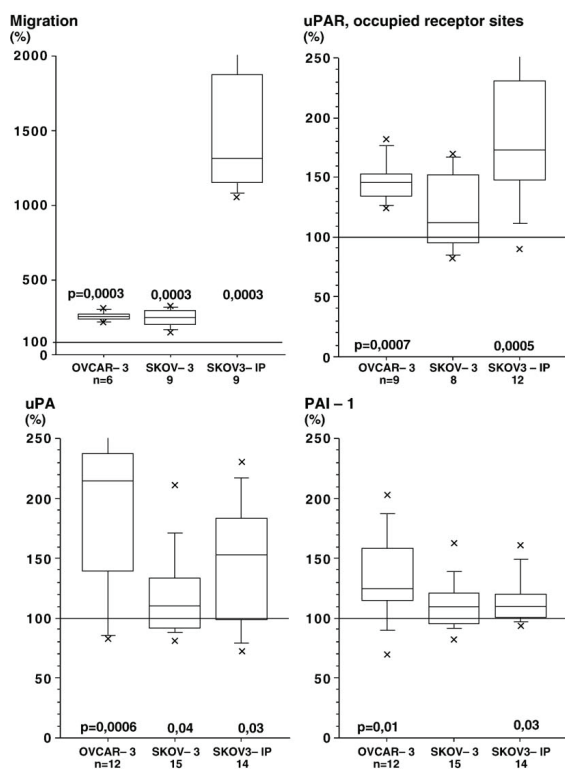 Migration
(%)
2000
1500
1000
500
100
0
p=0,0003 0,0003 0,0003
OVCAR–3 SKOV–3 SKOV3–IP
n=6 9 9
uPAR, occupied receptor sites
(%)
250
200
150
100
50
0
p=0,0007 0,0005
OVCAR–3 SKOV–3 SKOV3–IP
n=9 8 12
uPA
(%)
250
200
150
100
50
0
p=0,0006 0,04 0,03
OVCAR–3 SKOV–3 SKOV3–IP
n=12 15 14
PAI – 1
(%)
250
200
150
100
50
0
p=0,01 0,03
OVCAR–3 SKOV–3 SKOV3–IP
n=12 15 14